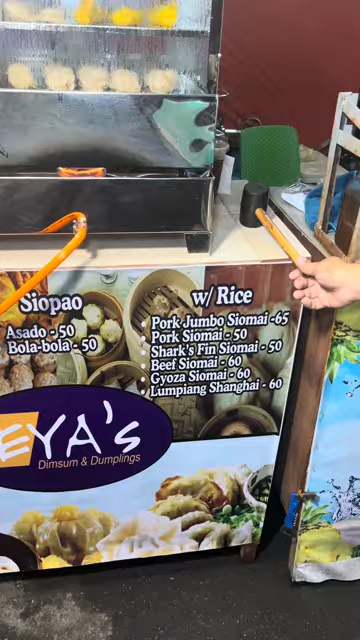 Siopao
Asado - 50
Bola-bola - 50
w/ Rice
Pork Jumbo Siomai - 65
Pork Siomai - 50
Shark's Fin Siomai - 50
Beef Siomai - 60
Gyoza Siomai - 60
Lumpiang Shanghai - 60
EYA's
Dimsum & Dumplings